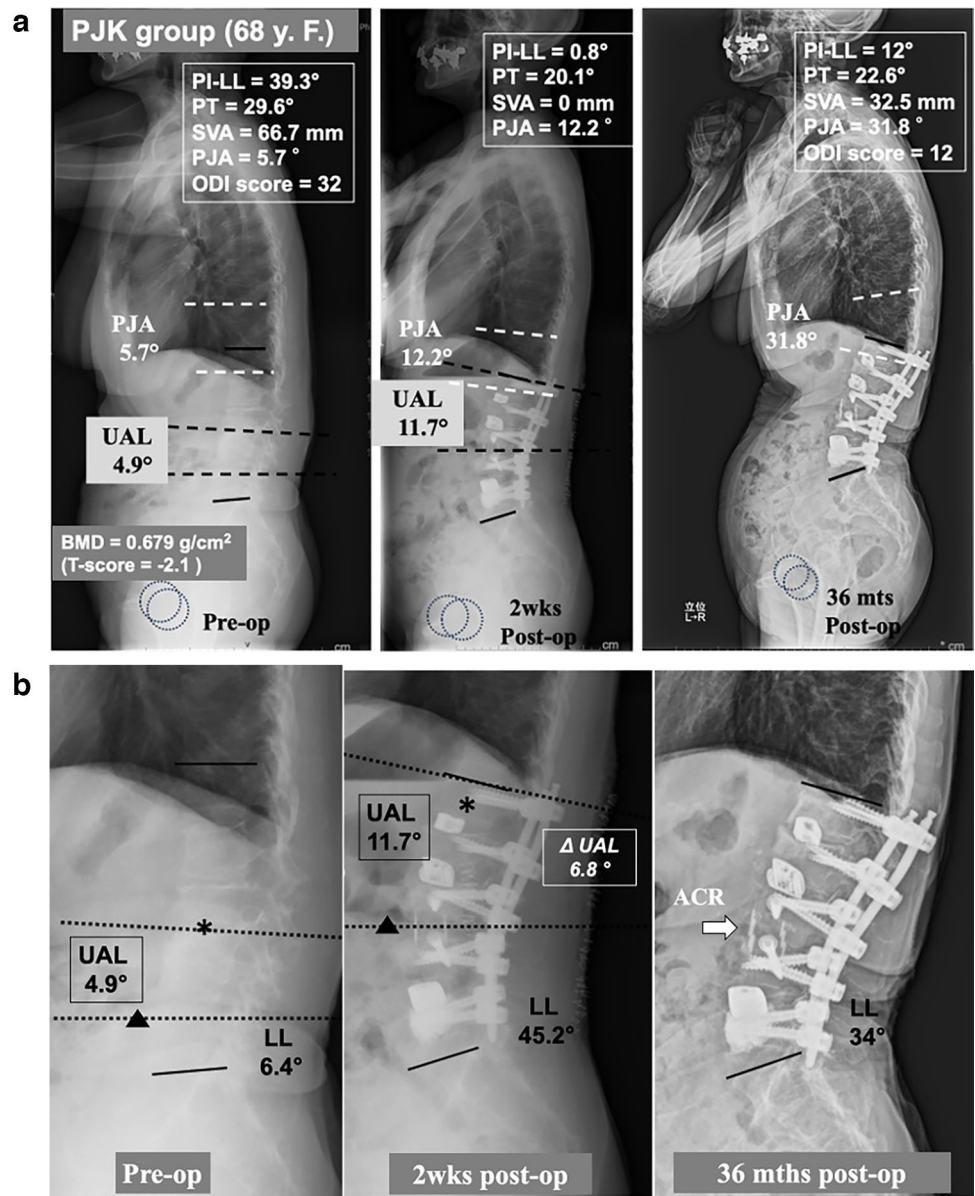 a
PJK group (68 y. F.)
PI-LL = 39.3°
PT = 29.6°
SVA = 66.7 mm
PJA = 5.7 °
ODI score = 32
PJA
5.7°
UAL
4.9°
BMD = 0.679 g/cm²
(T-score = -2.1 )
Pre-op
cm
PI-LL = 0.8°
PT = 20.1°
SVA = 0 mm
PJA = 12.2 °
PJA
12.2°
UAL
11.7°
2wks
Post-op
cm
PI-LL = 12°
PT = 22.6°
SVA = 32.5 mm
PJA = 31.8 °
ODI score = 12
PJA
31.8°
立位
L→R
36 mts
Post-op
cm
b
UAL
4.9°
LL
6.4°
Pre-op
UAL
11.7°
*
Δ UAL
6.8 °
LL
45.2°
2wks post-op
ACR
LL
34°
36 mths post-op